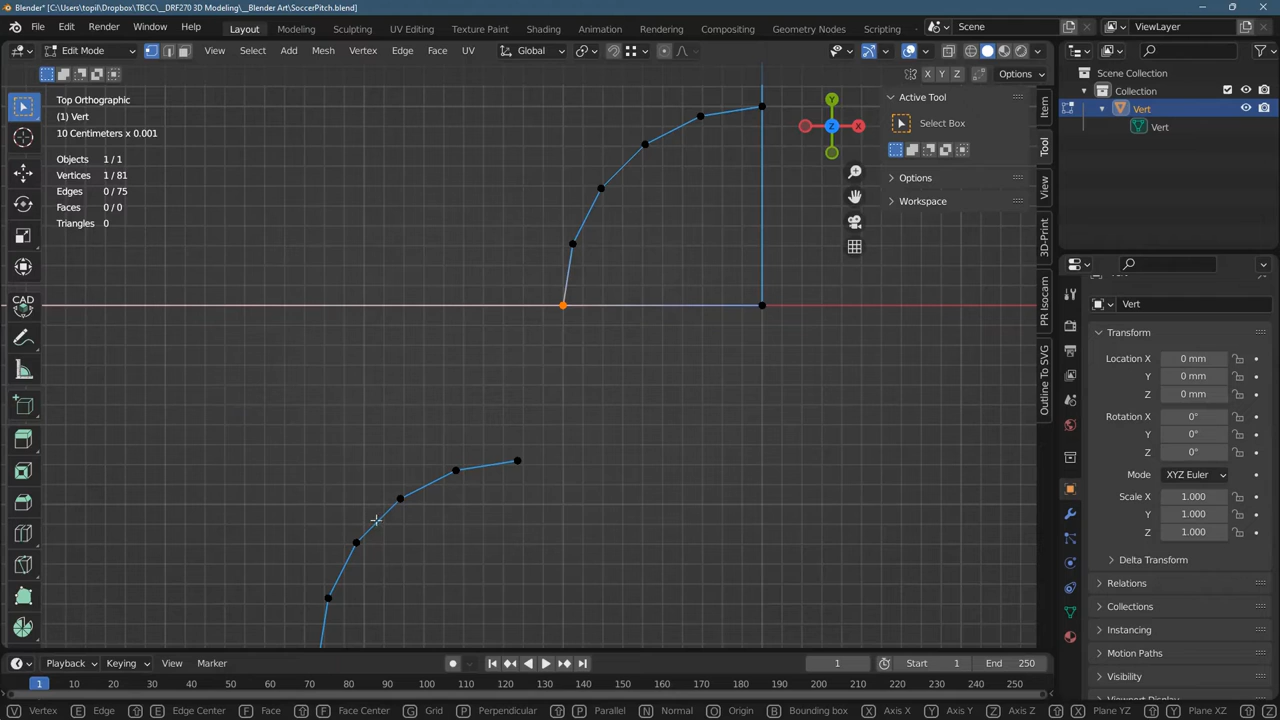 Blender* [C:\Users\topil\Dropbox\TBCC\__DRF270 3D Modeling\__Blender Art\SoccerPitch.blend]
File Edit Render Window Help Layout Modeling Sculpting UV Editing Texture Paint Shading Animation Rendering Compositing Geometry Nodes Scripting Scene ViewLayer
Edit Mode View Select Add Mesh Vertex Edge Face UV Global
X Y Z Options
Top Orthographic
(1) Vert
10 Centimeters x 0.001
Objects 1 / 1
Vertices 1 / 81
Edges 0 / 75
Faces 0 / 0
Triangles 0
CAD
Y
Z
X
Active Tool
Select Box
Options
Workspace
Item
Tool
View
3D-Print
PR Isocam
Outline To SVG
Scene Collection
Collection
Vert
Vert
Vert
Transform
Location X 0 mm
Y 0 mm
Z 0 mm
Rotation X 0°
Y 0°
Z 0°
Mode XYZ Euler
Scale X 1.000
Y 1.000
Z 1.000
Delta Transform
Relations
Collections
Instancing
Motion Paths
Visibility
Playback Keying View Marker 1 Start 1 End 250
1 10 20 30 40 50 60 70 80 90 100 110 120 130 140 150 160 170 180 190 200 210 220 230 240 250
V Vertex E Edge Edge Center F Face Face Center G Grid P Perpendicular P Parallel N Normal O Origin B Bounding box X Axis X Y Axis Y Z Axis Z X Plane YZ Y Plane XZ Z